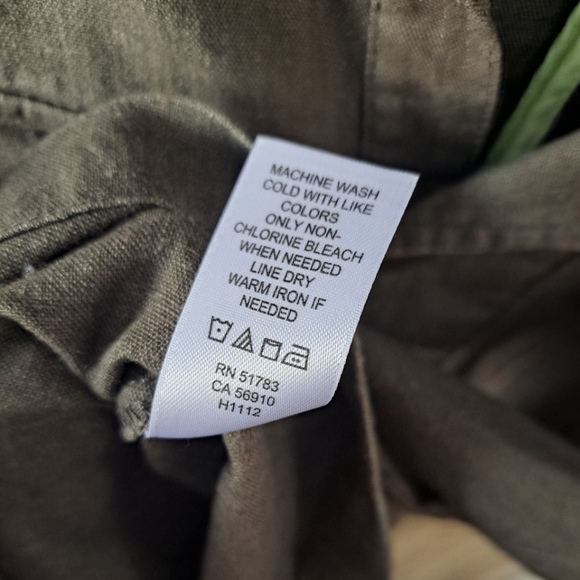 MACHINE WASH
COLD WITH LIKE
COLORS
ONLY NON-
CHLORINE BLEACH
WHEN NEEDED
LINE DRY
WARM IRON IF
NEEDED
RN 51783
CA 56910
H1112